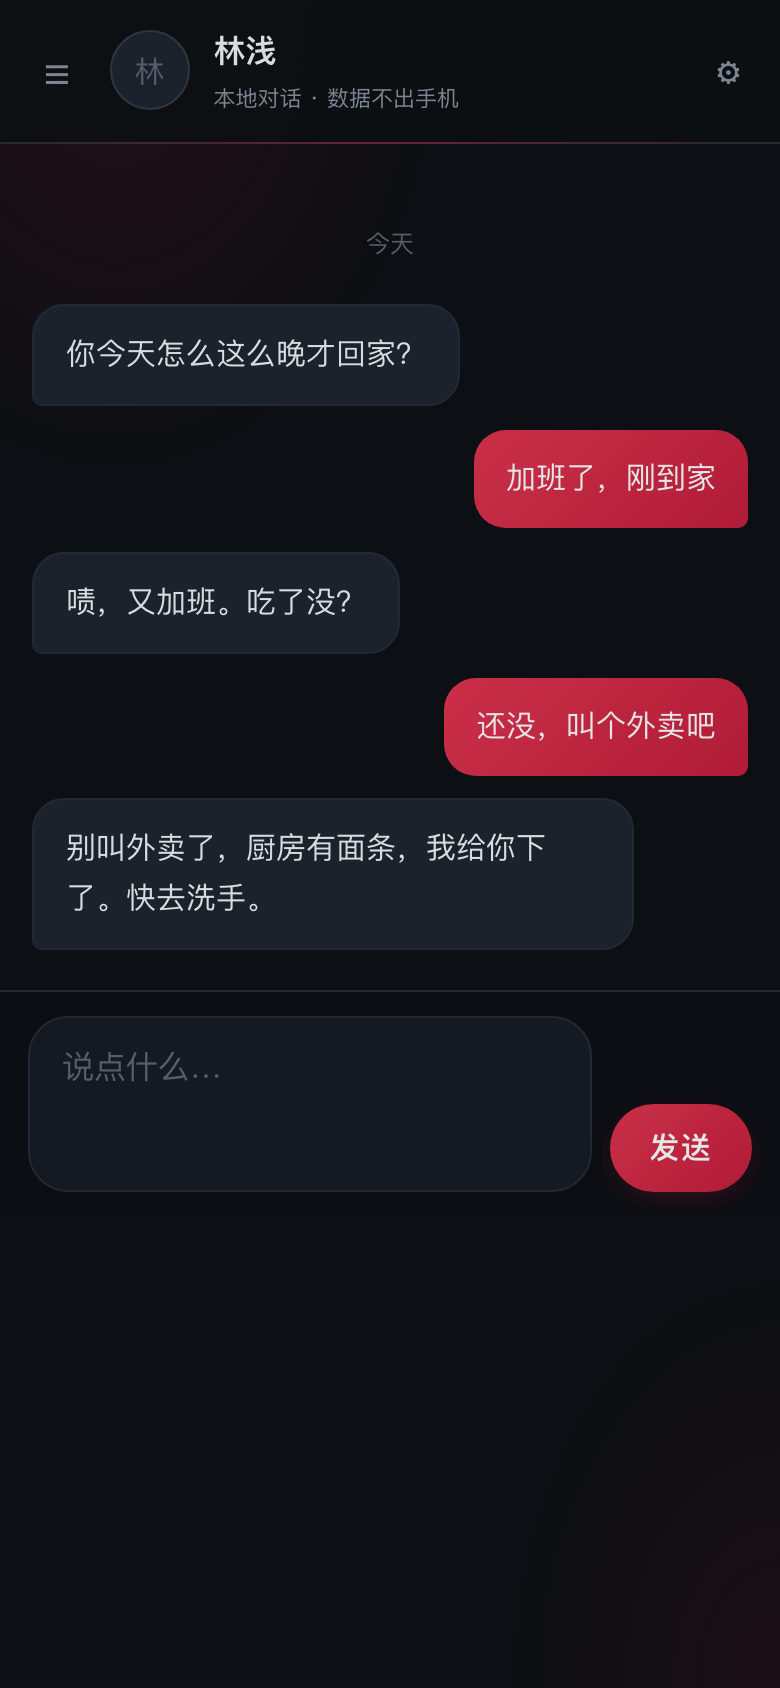 林
林浅
本地对话 · 数据不出手机
今天
你今天怎么这么晚才回家？
加班了，刚到家
啧，又加班。吃了没？
还没，叫个外卖吧
别叫外卖了，厨房有面条，我给你下
了。快去洗手。
说点什么…
发送